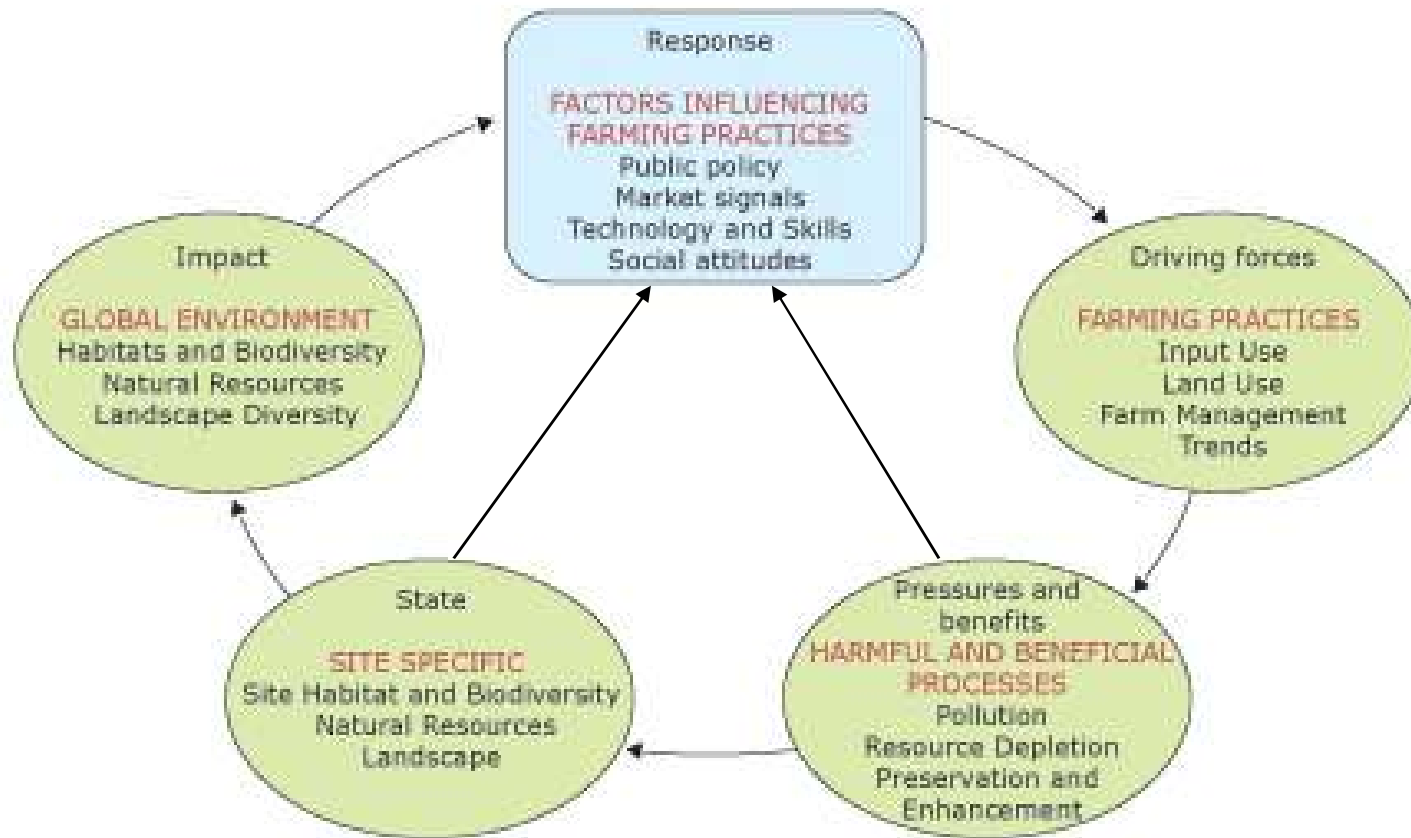 Response
FACTORS INFLUENCING
FARMING PRACTICES
Public policy
Market signals
Technology and Skills
Social attitudes
Driving forces
FARMING PRACTICES
Input Use
Land Use
Farm Management
Trends
Pressures and
benefits
HARMFUL AND BENEFICIAL
PROCESSES
Pollution
Resource Depletion
Preservation and
Enhancement
State
SITE SPECIFIC
Site Habitat and Biodiversity
Natural Resources
Landscape
Impact
GLOBAL ENVIRONMENT
Habitats and Biodiversity
Natural Resources
Landscape Diversity